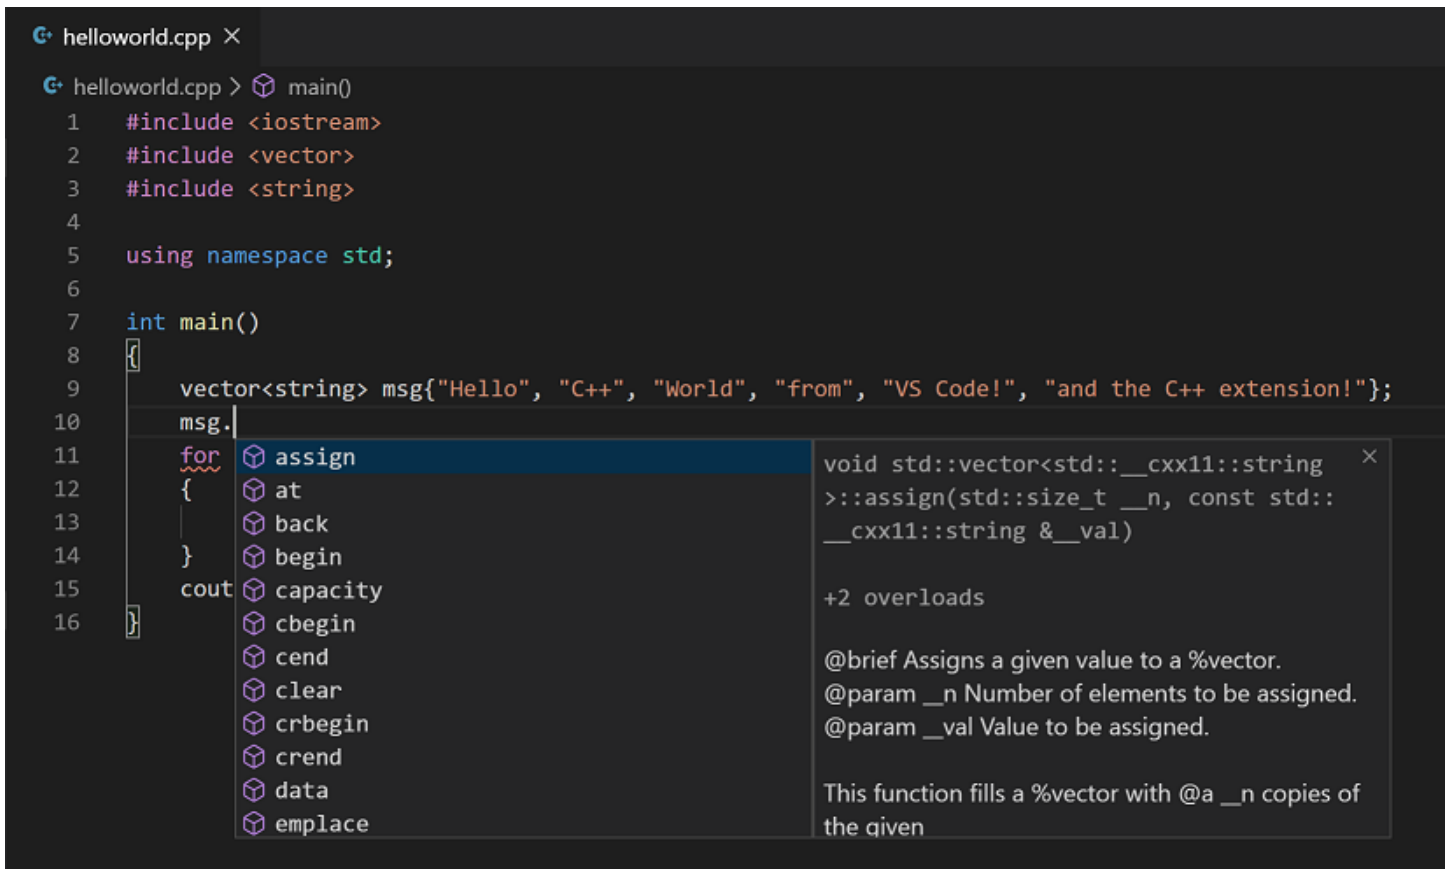 helloworld.cpp
helloworld.cpp > main()
1 #include <iostream>
2 #include <vector>
3 #include <string>
4
5 using namespace std;
6
7 int main()
8 {
9 vector<string> msg{"Hello", "C++", "World", "from", "VS Code!", "and the C++ extension!"};
10 msg.
11 for
12 {
13
14 }
15 cout
16 }
assign
at
back
begin
capacity
cbegin
cend
clear
crbegin
crend
data
emplace
void std::vector<std::__cxx11::string
>::assign(std::size_t __n, const std::
__cxx11::string &__val)
+2 overloads
@brief Assigns a given value to a %vector.
@param __n Number of elements to be assigned.
@param __val Value to be assigned.
This function fills a %vector with @a __n copies of
the given